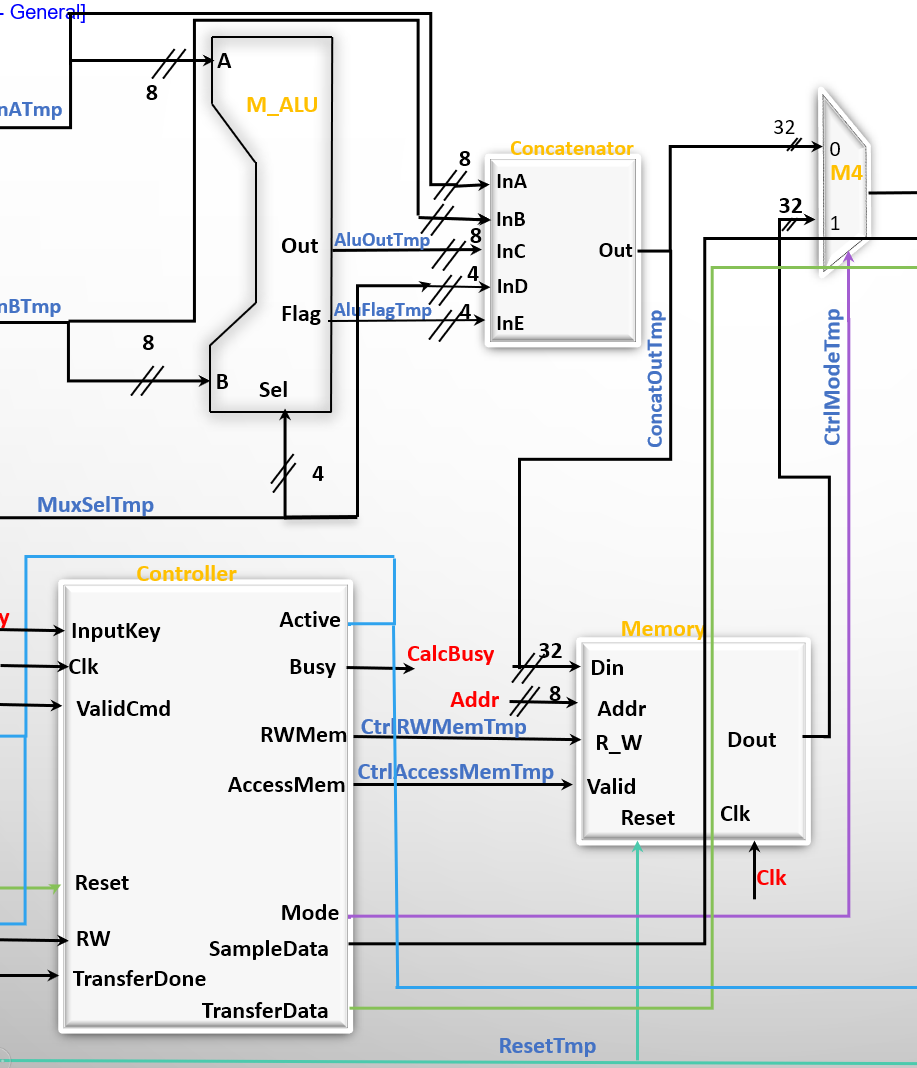 - General]
A
8
M_ALU
nATmp
32
0
Concatenator
M4
8
InA
32
InB
1
8
Out
AluOutTmp
InC
Out
4
InD
nBTmp
Flag
AluFlagTmp
4
InE
8
ConcatOutTmp
CtrlModeTmp
B
Sel
4
MuxSelTmp
Controller
y
Active
InputKey
Memory
Busy
CalcBusy
32
Din
Clk
Addr
8
Addr
ValidCmd
RWMem
CtrlRWMemTmp
R_W
Dout
AccessMem
CtrlAccessMemTmp
Valid
Reset
Clk
Reset
Clk
Mode
RW
SampleData
TransferDone
TransferData
ResetTmp